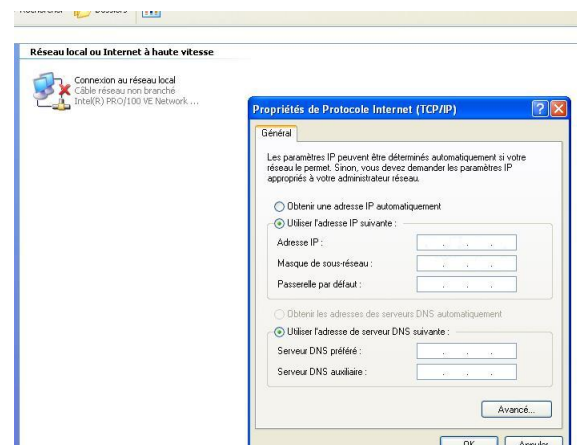 Rechercher Dossiers
Réseau local ou Internet à haute vitesse
Connexion au réseau local
Câble réseau non branché
Intel(R) PRO/100 VE Network ...
Propriétés de Protocole Internet (TCP/IP)
Général
Les paramètres IP peuvent être déterminés automatiquement si votre
réseau le permet. Sinon, vous devez demander les paramètres IP
appropriés à votre administrateur réseau.
Obtenir une adresse IP automatiquement
Utiliser l'adresse IP suivante :
Adresse IP :
Masque de sous-réseau :
Passerelle par défaut :
Obtenir les adresses des serveurs DNS automatiquement
Utiliser l'adresse de serveur DNS suivante :
Serveur DNS préféré :
Serveur DNS auxiliaire :
Avancé...
OK Annuler